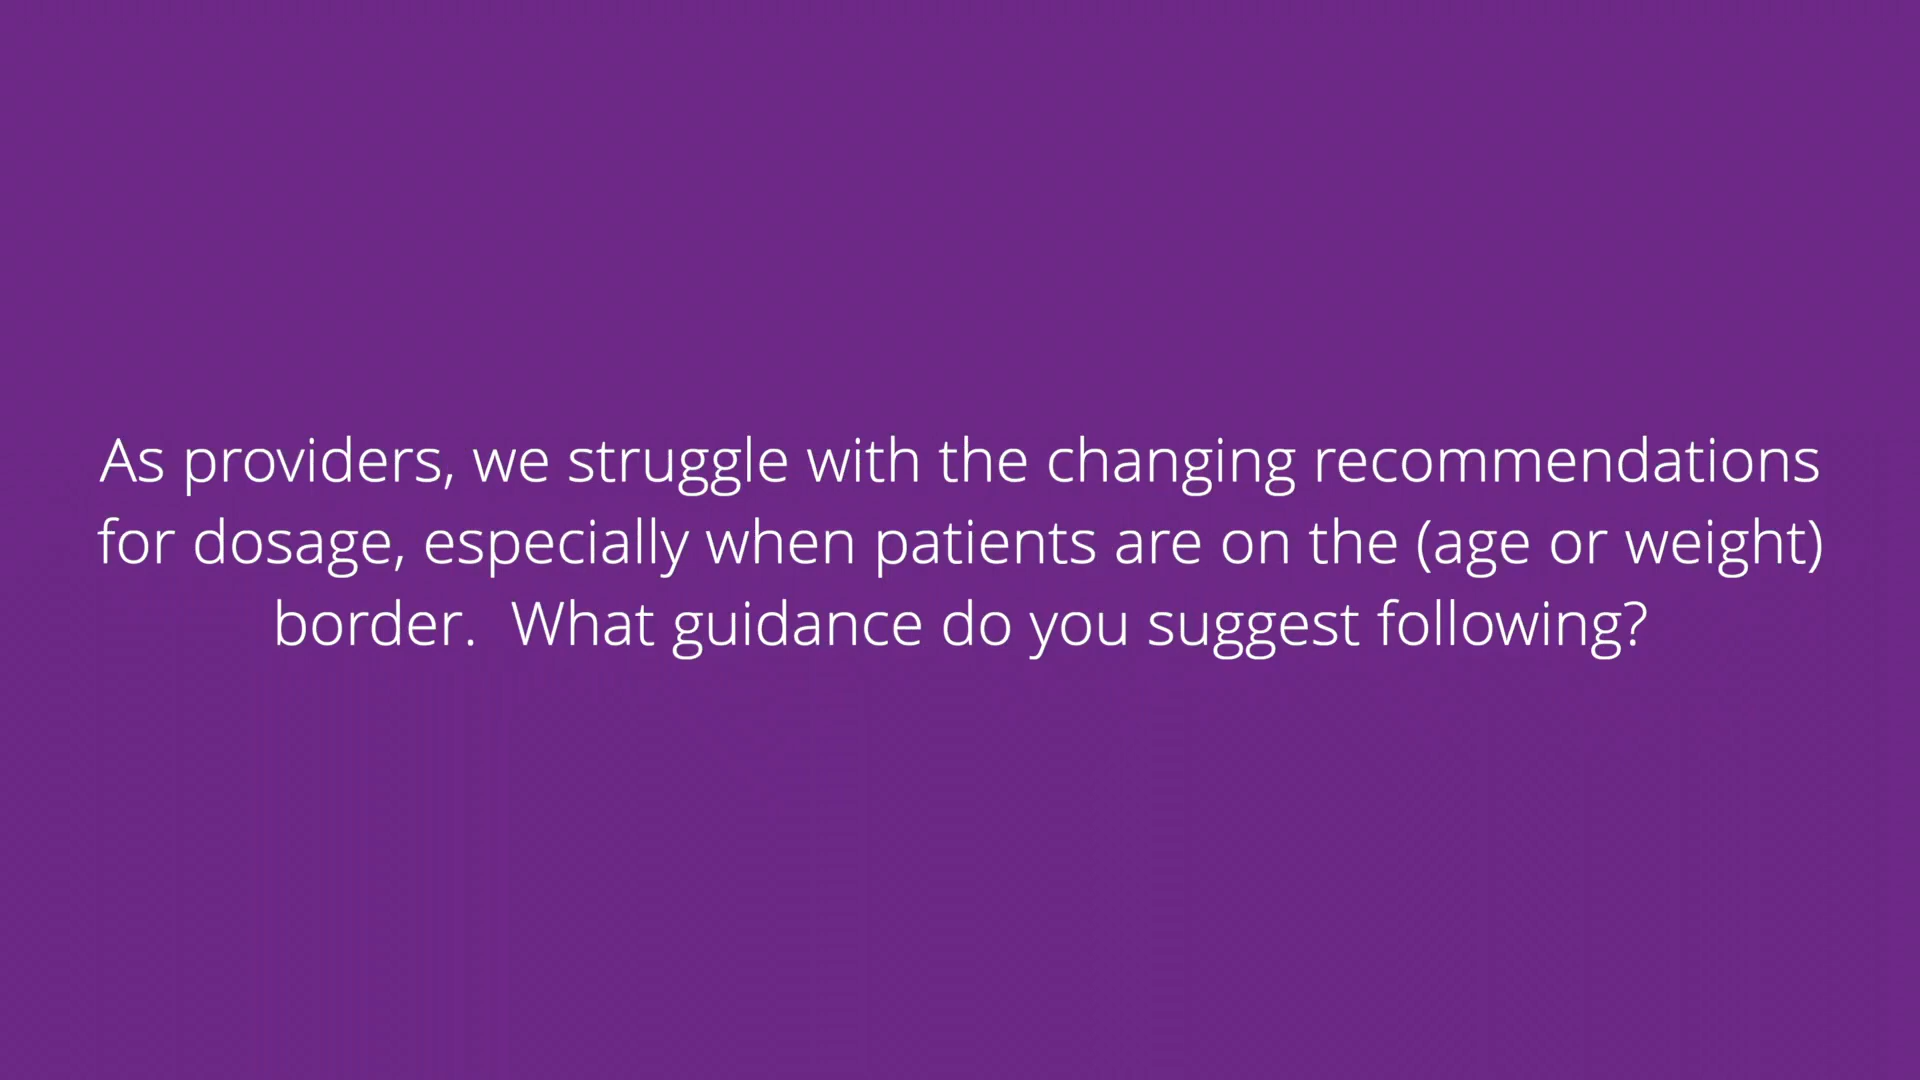 As providers, we struggle with the changing recommendations
for dosage, especially when patients are on the (age or weight)
border.  What guidance do you suggest following?